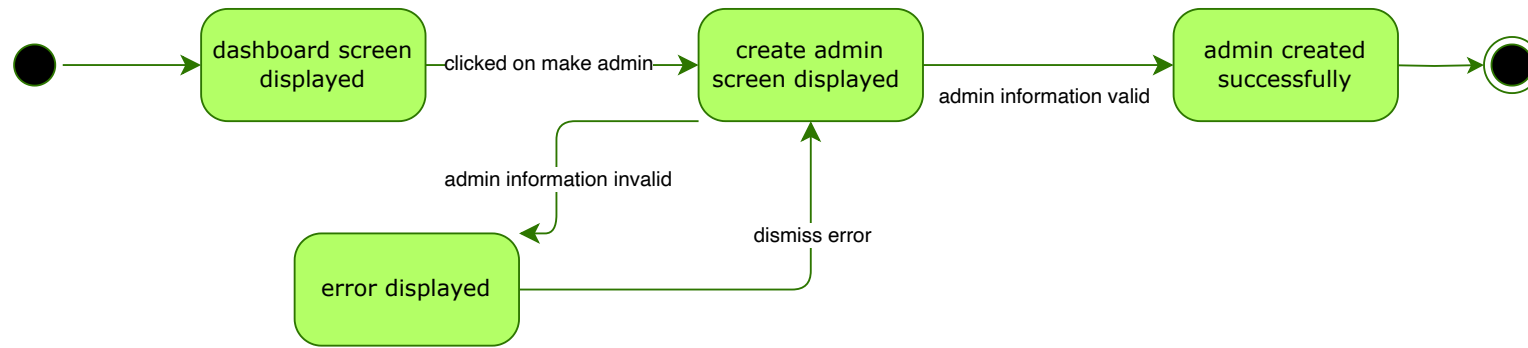 dashboard screen
displayed
clicked on make admin
create admin
screen displayed
admin information valid
admin created
successfully
admin information invalid
dismiss error
error displayed